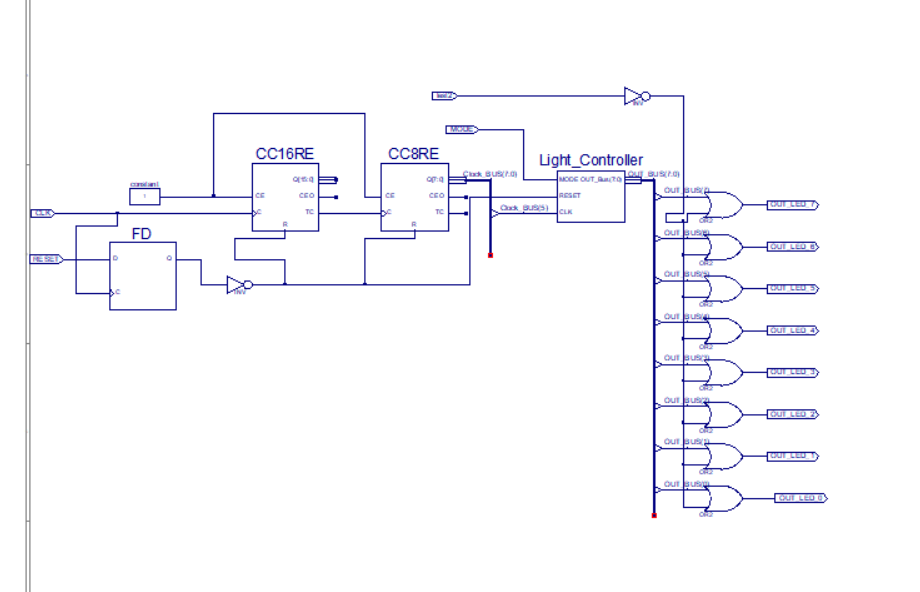 MODE
CC16RE
CC8RE
Light_Controller
Q[15:0]
Q[7:0]
Clock_BUS(7:0)
MODE OUT_Bus(7:0)
OUT_BUS(7:0)
constant
1
CE
CEO
CE
CEO
RESET
OUT_BUS(7)
OUT_LED_7
CLK
C
TC
C
TC
Clock_BUS(5)
CLK
OR2
R
R
FD
OUT_BUS(6)
OUT_LED_6
RESET
D
Q
OR2
INV
C
OUT_BUS(5)
OUT_LED_5
OR2
OUT_BUS(4)
OUT_LED_4
OR2
OUT_BUS(3)
OUT_LED_3
OR2
OUT_BUS(2)
OUT_LED_2
OR2
OUT_BUS(1)
OUT_LED_1
OR2
OUT_BUS(0)
OUT_LED_0
OR2
INV